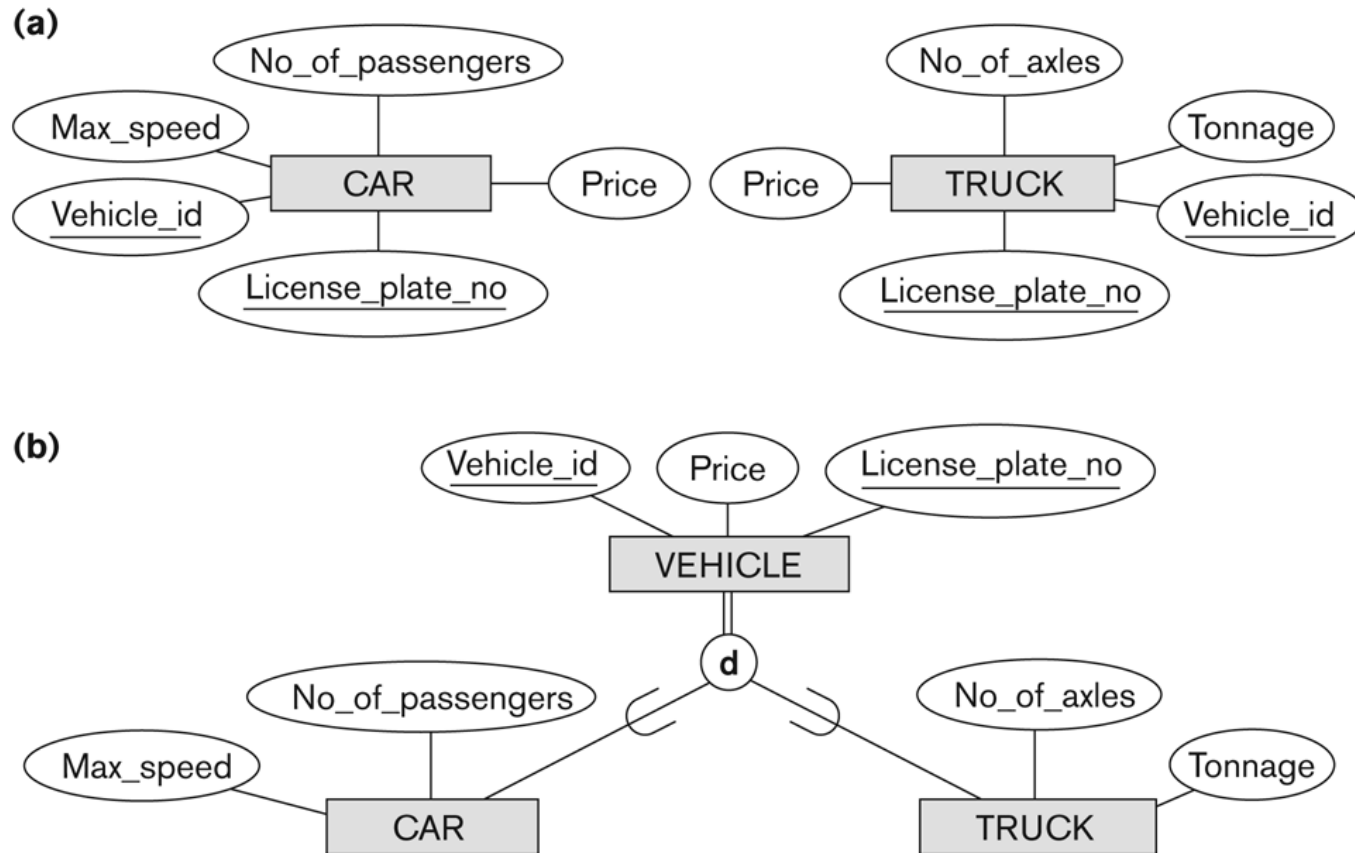 (a)
No_of_passengers
No_of_axles
Max_speed
Tonnage
CAR
Price
Price
TRUCK
Vehicle_id
Vehicle_id
License_plate_no
License_plate_no
(b)
Vehicle_id
Price
License_plate_no
VEHICLE
d
No_of_passengers
No_of_axles
Max_speed
Tonnage
CAR
TRUCK